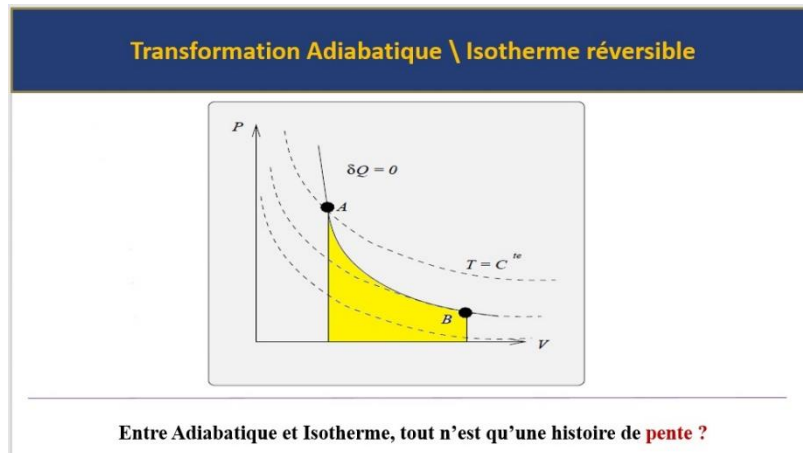 Transformation Adiabatique \ Isotherme réversible
P
δQ = 0
A
T = C te
B
V
Entre Adiabatique et Isotherme, tout n’est qu’une histoire de pente ?